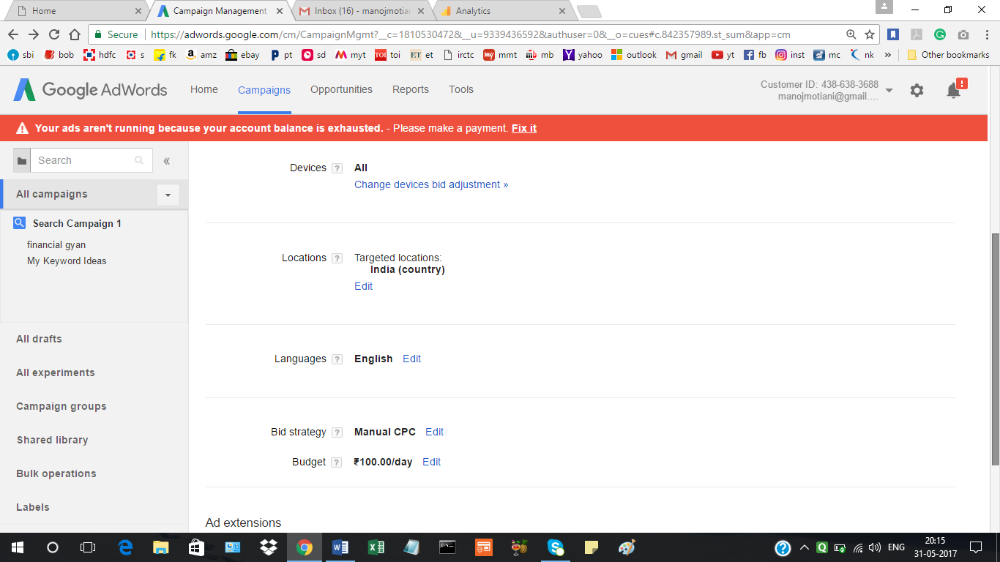 Home
Campaign Management
Inbox (16) - manojmotian
Analytics
Secure
https://adwords.google.com/cm/CampaignMgmt?__c=1810530472&__u=9339436592&authuser=0&__o=cues#c.842357989.st_sum&app=cm
sbi bob hdfc s fk amz ebay pt sd myt toi et irctc mmt mb yahoo outlook gmail yt fb inst mc nk » Other bookmarks
Google AdWords
Home Campaigns Opportunities Reports Tools
Customer ID: 438-638-3688
manojmotiani@gmail....
!
Your ads aren't running because your account balance is exhausted. - Please make a payment. Fix it
Search «
All campaigns
Search Campaign 1
financial gyan
My Keyword Ideas
All drafts
All experiments
Campaign groups
Shared library
Bulk operations
Labels
Devices ? All
Change devices bid adjustment »
Locations ? Targeted locations:
India (country)
Edit
Languages ? English Edit
Bid strategy ? Manual CPC Edit
Budget ? ₹100.00/day Edit
Ad extensions
ENG
20:15
31-05-2017